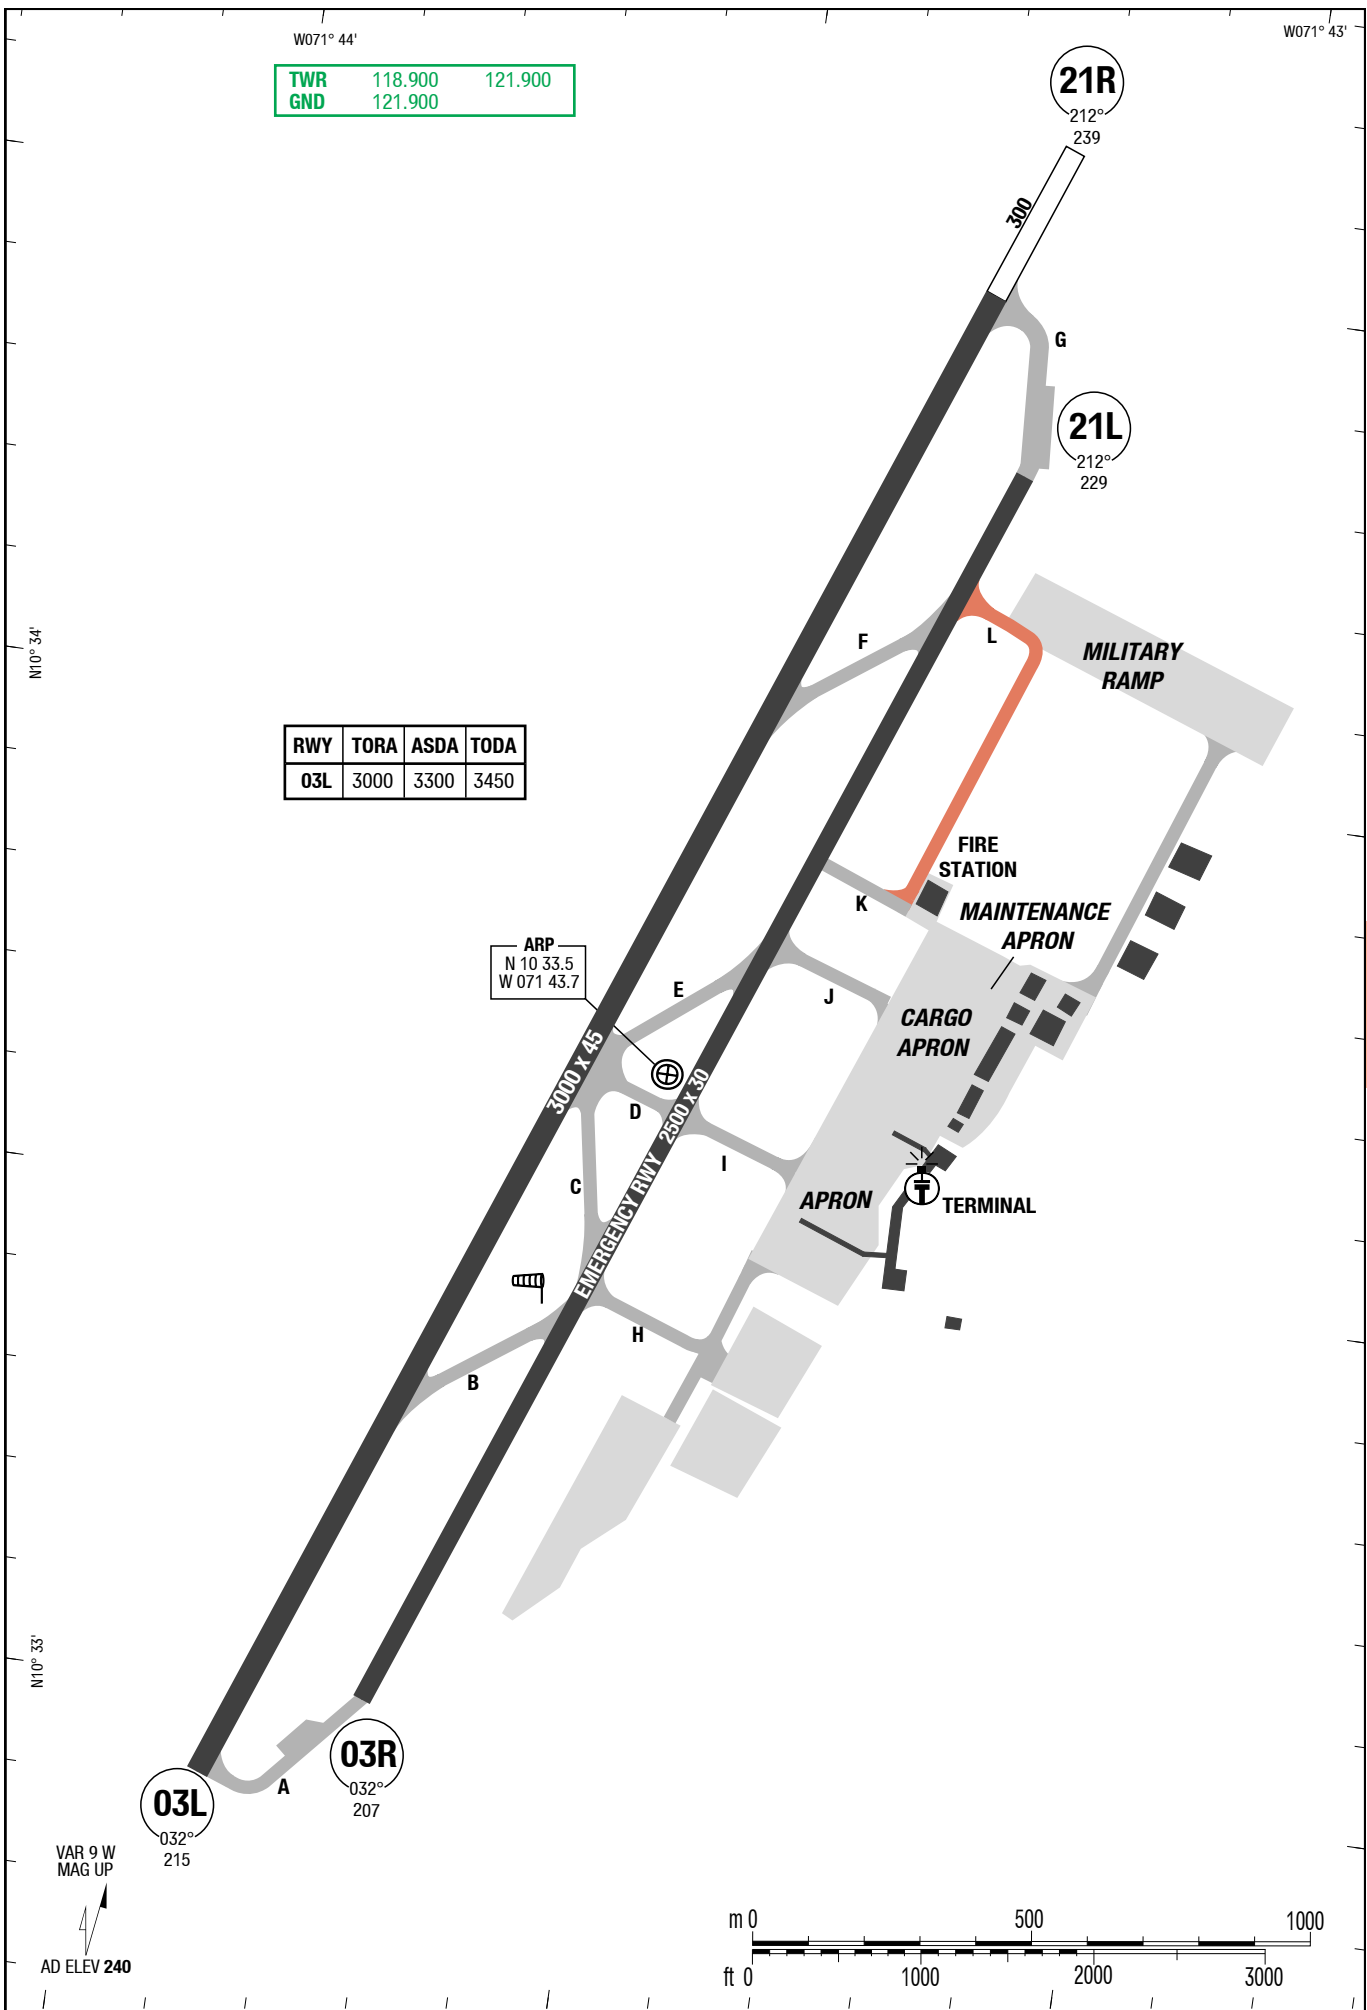 W071° 44'
W071° 43'
TWR 118.900 121.900
GND 121.900
21R
212°
239
300
G
21L
212°
229
N10° 34'
F
L
MILITARY
RAMP
RWY TORA ASDA TODA
03L 3000 3300 3450
FIRE
STATION
K
MAINTENANCE
APRON
ARP
N 10 33.5
W 071 43.7
E
J
CARGO
APRON
3000 x 45
D
EMERGENCY RWY 2500 x 30
I
C
APRON
TERMINAL
H
B
N10° 33'
A
03R
032°
207
03L
032°
215
VAR 9 W
MAG UP
AD ELEV 240
m 0 500 1000
ft 0 1000 2000 3000